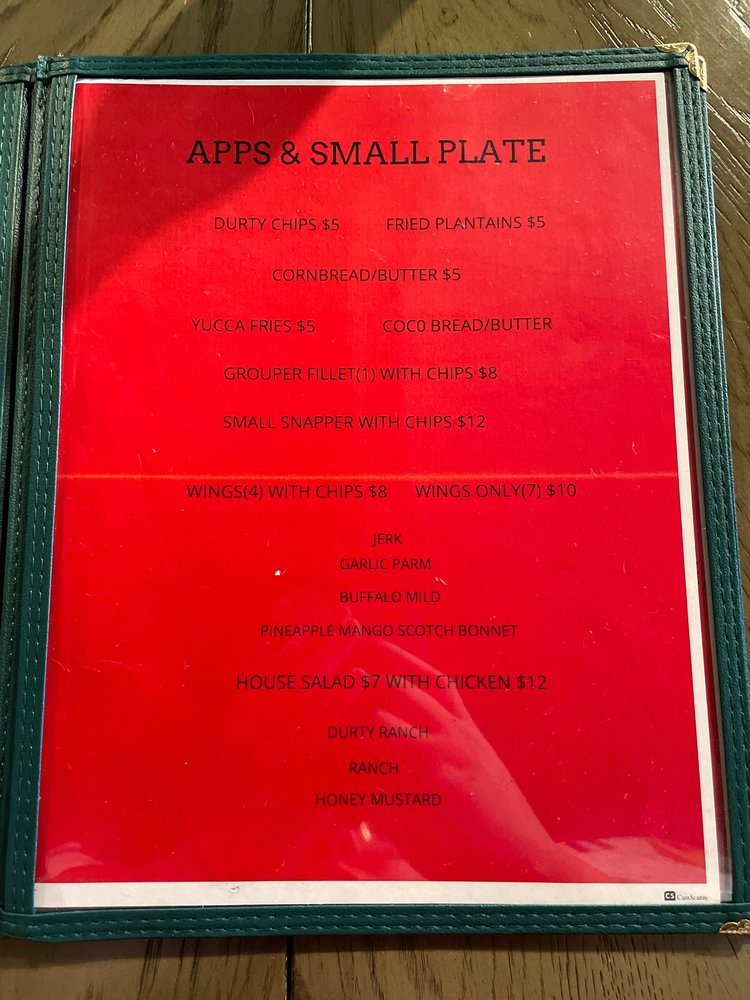 APPS & SMALL PLATE
DURTY CHIPS $5 FRIED PLANTAINS $5
CORNBREAD/BUTTER $5
YUCCA FRIES $5 COC0 BREAD/BUTTER
GROUPER FILLET(1) WITH CHIPS $8
SMALL SNAPPER WITH CHIPS $12
WINGS(4) WITH CHIPS $8 WINGS ONLY(7) $10
JERK
GARLIC PARM
BUFFALO MILD
PINEAPPLE MANGO SCOTCH BONNET
HOUSE SALAD $7 WITH CHICKEN $12
DURTY RANCH
RANCH
HONEY MUSTARD
CS CamScanner